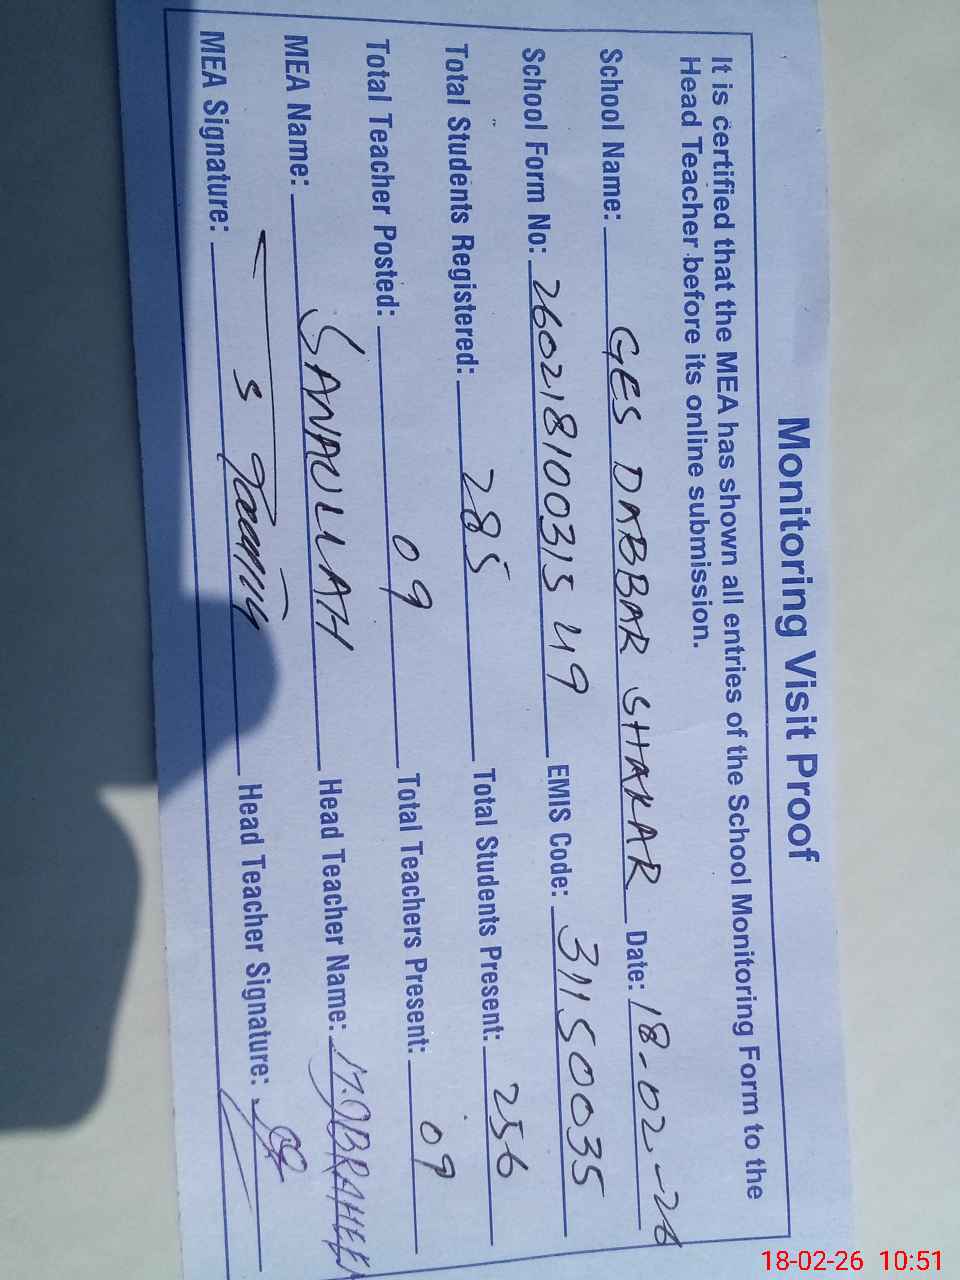 Monitoring Visit Proof
It is certified that the MEA has shown all entries of the School Monitoring Form to the
Head Teacher before its online submission.
School Name: GES DABBAR SHAKAR Date: 18-02-26
School Form No: 260218100315 49 EMIS Code: 31150035
Total Students Registered: 285 Total Students Present: 256
Total Teacher Posted: 09 Total Teachers Present: 09
MEA Name: SANAULLAH Head Teacher Name: M.IBRAHEEM
MEA Signature: Head Teacher Signature:
18-02-26 10:51